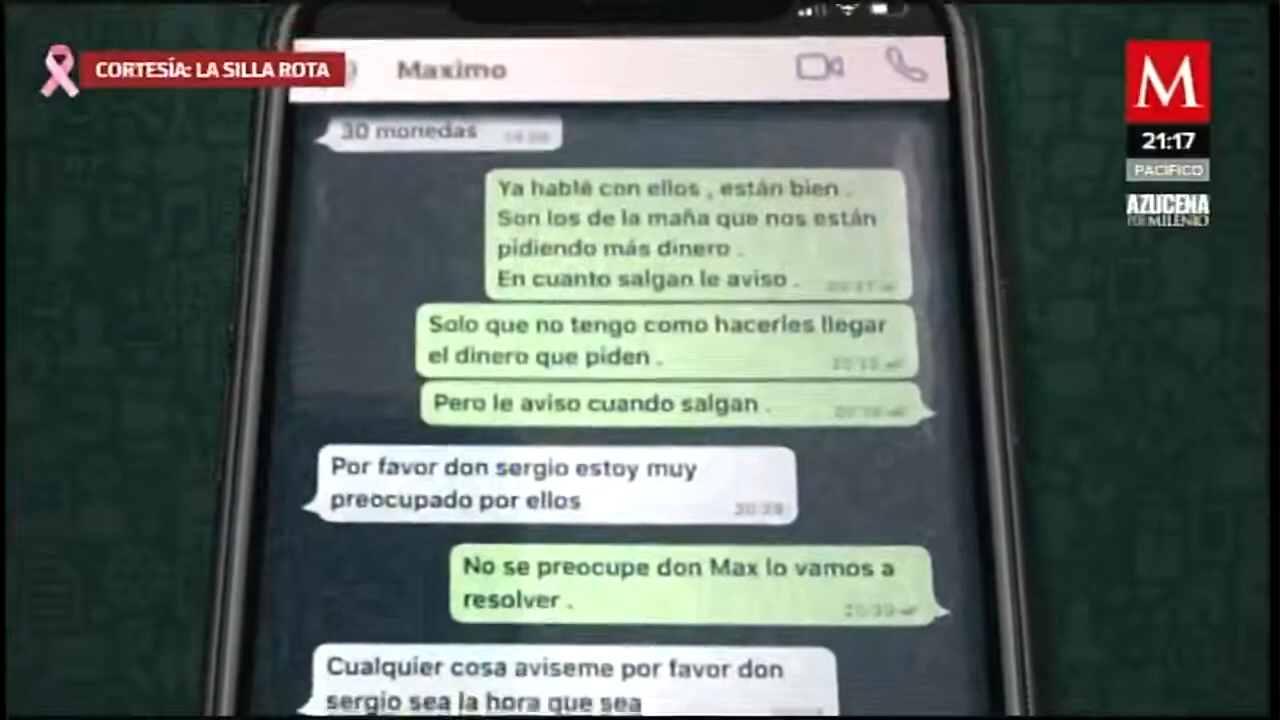 CORTESÍA: LA SILLA ROTA
M
21:17
PACÍFICO
AZUCENA
POR MILENIO
Maximo
30 monedas
Ya hablé con ellos , están bien .
Son los de la maña que nos están
pidiendo más dinero .
En cuanto salgan le aviso .
Solo que no tengo como hacerles llegar
el dinero que piden .
Pero le aviso cuando salgan .
Por favor don sergio estoy muy
preocupado por ellos
No se preocupe don Max lo vamos a
resolver .
Cualquier cosa aviseme por favor don
sergio sea la hora que sea